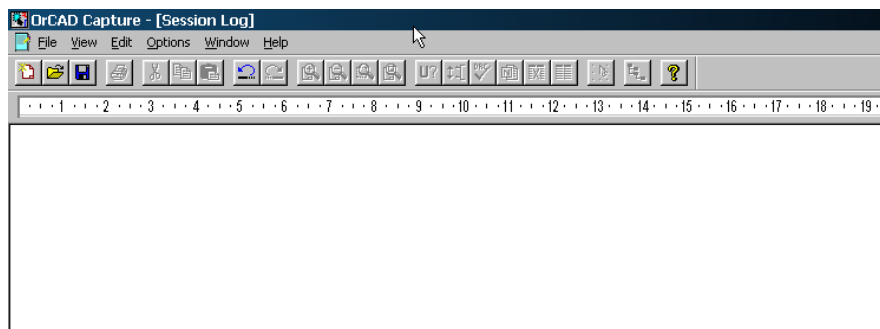 OrCAD Capture - [Session Log]
File View Edit Options Window Help
U? DRC
1 2 3 4 5 6 7 8 9 10 11 12 13 14 15 16 17 18 19